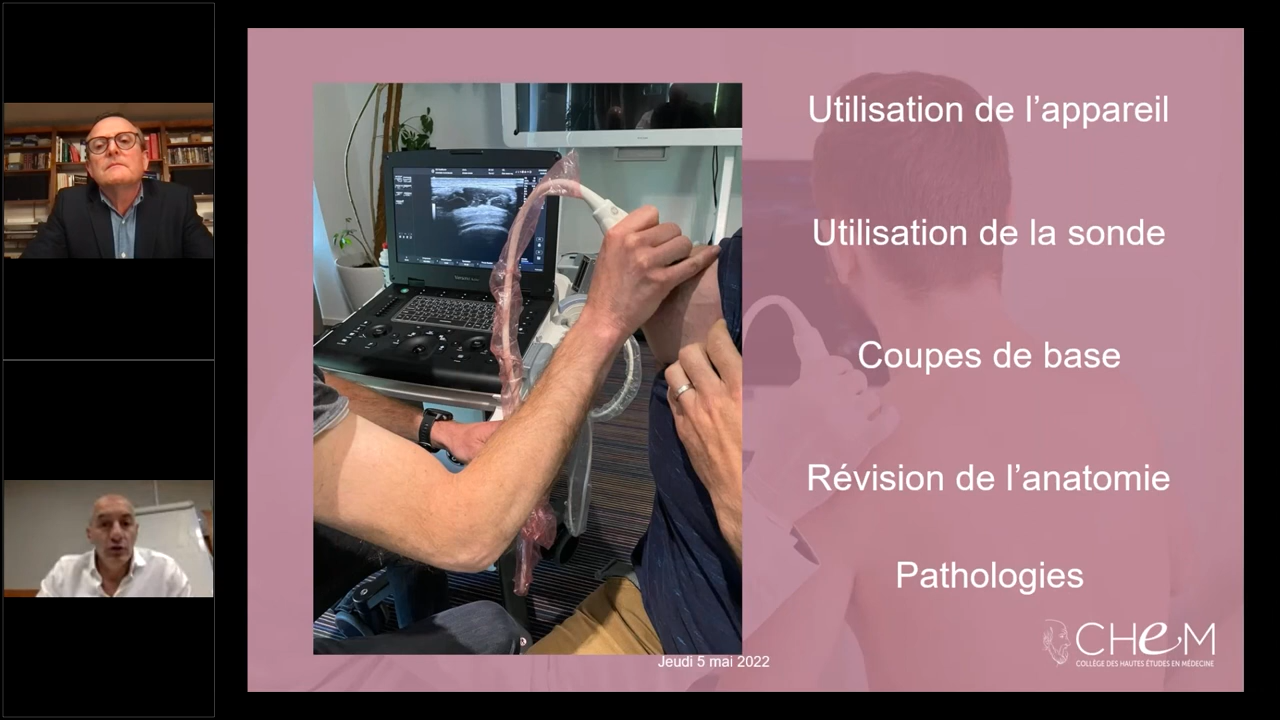 Utilisation de l’appareil
Utilisation de la sonde
Coupes de base
Révision de l’anatomie
Pathologies
Jeudi 5 mai 2022
CHeM
COLLÈGE DES HAUTES ÉTUDES EN MÉDECINE